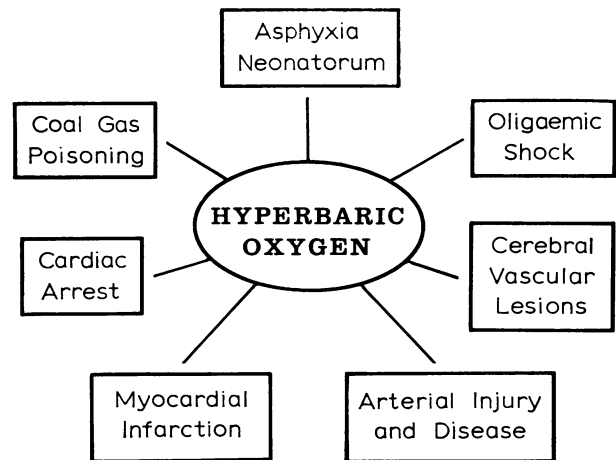 Asphyxia
Neonatorum
Coal Gas
Poisoning
Oligaemic
Shock
HYPERBARIC
OXYGEN
Cardiac
Arrest
Cerebral
Vascular
Lesions
Myocardial
Infarction
Arterial Injury
and Disease